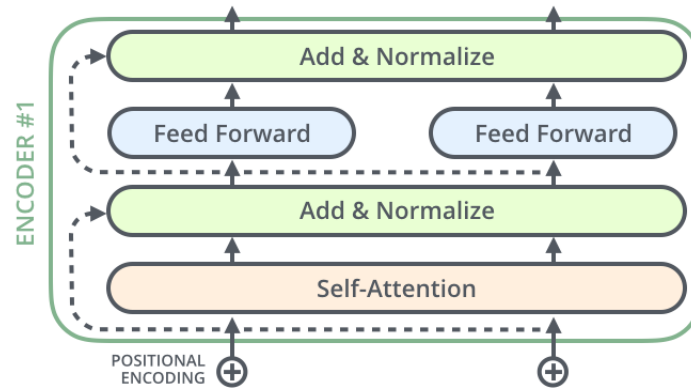 ENCODER #1
Add & Normalize
Feed Forward
Feed Forward
Add & Normalize
Self-Attention
POSITIONAL
ENCODING